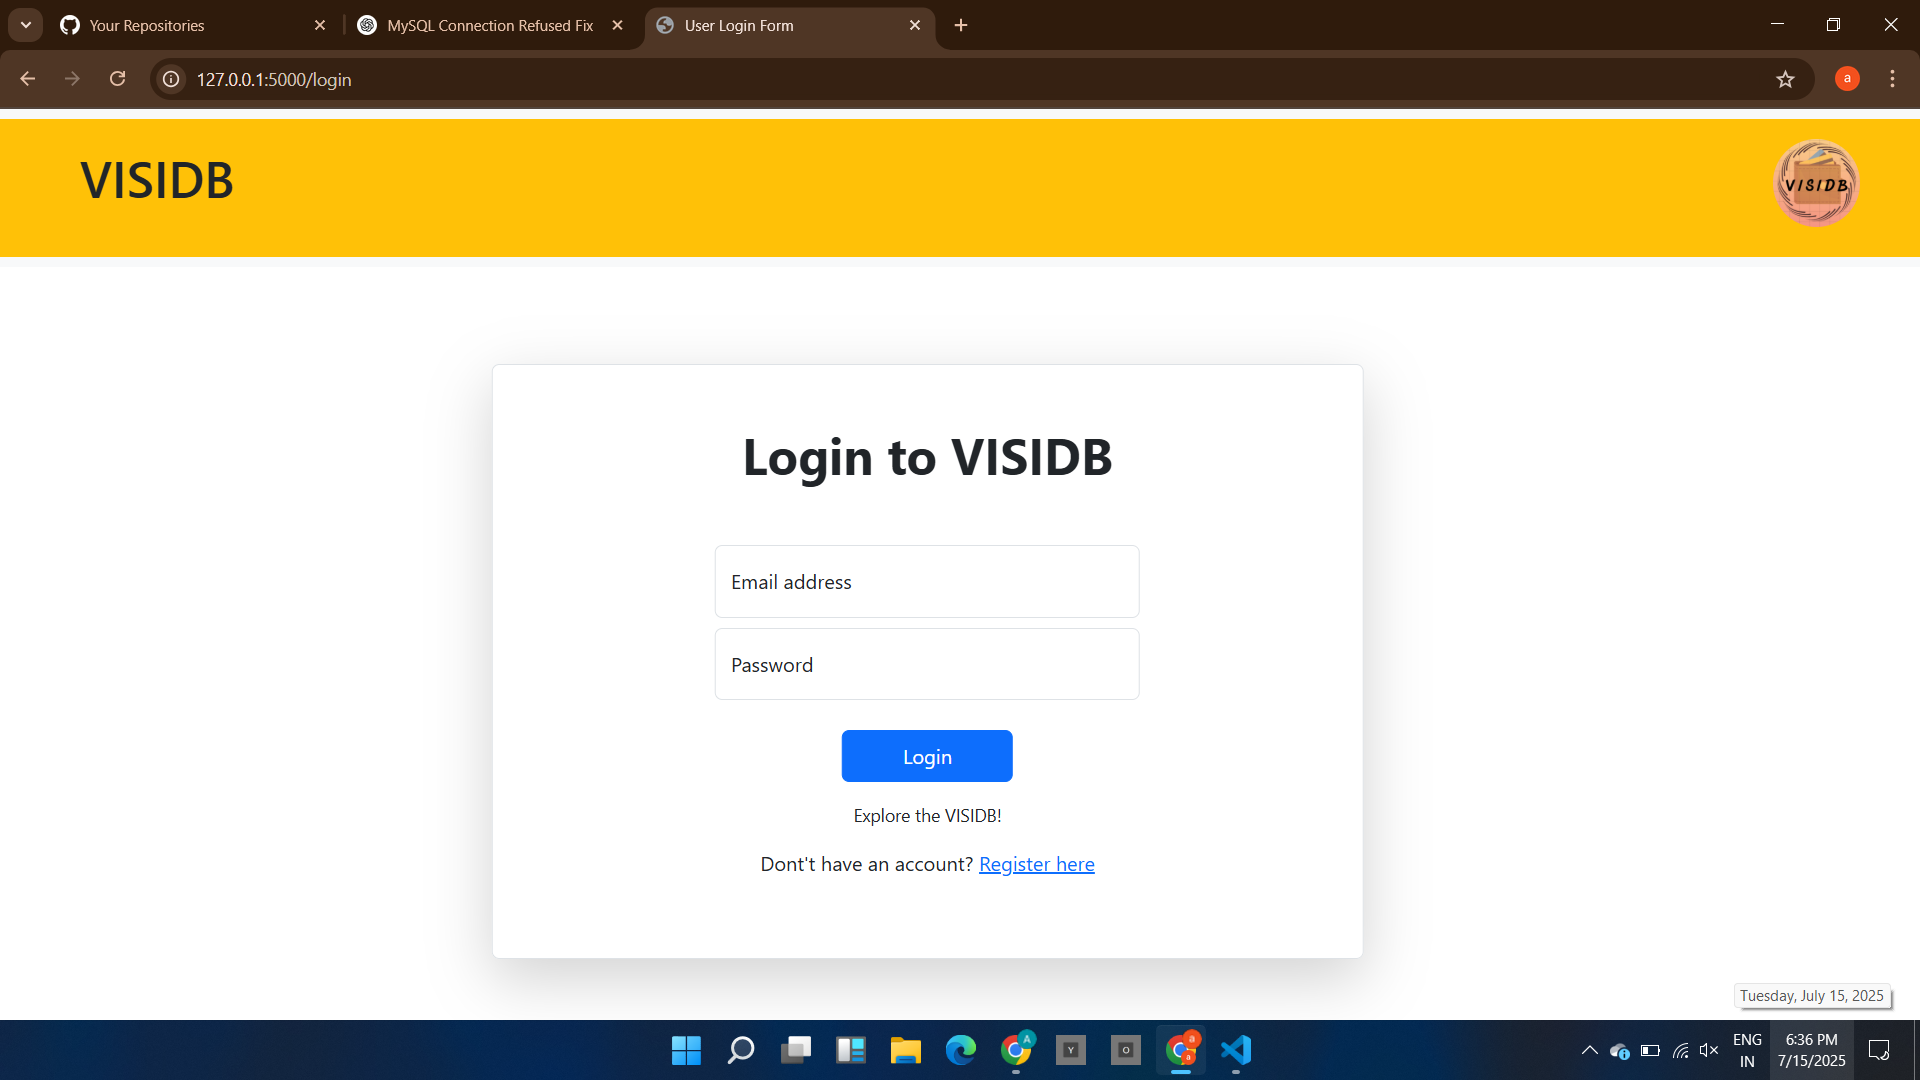 Your Repositories
MySQL Connection Refused Fix
User Login Form
127.0.0.1:5000/login
a
VISIDB
VISIDB
Login to VISIDB
Email address
Password
Login
Explore the VISIDB!
Dont't have an account? Register here
Tuesday, July 15, 2025
A
Y
O
a
a
ENG
IN
6:36 PM
7/15/2025